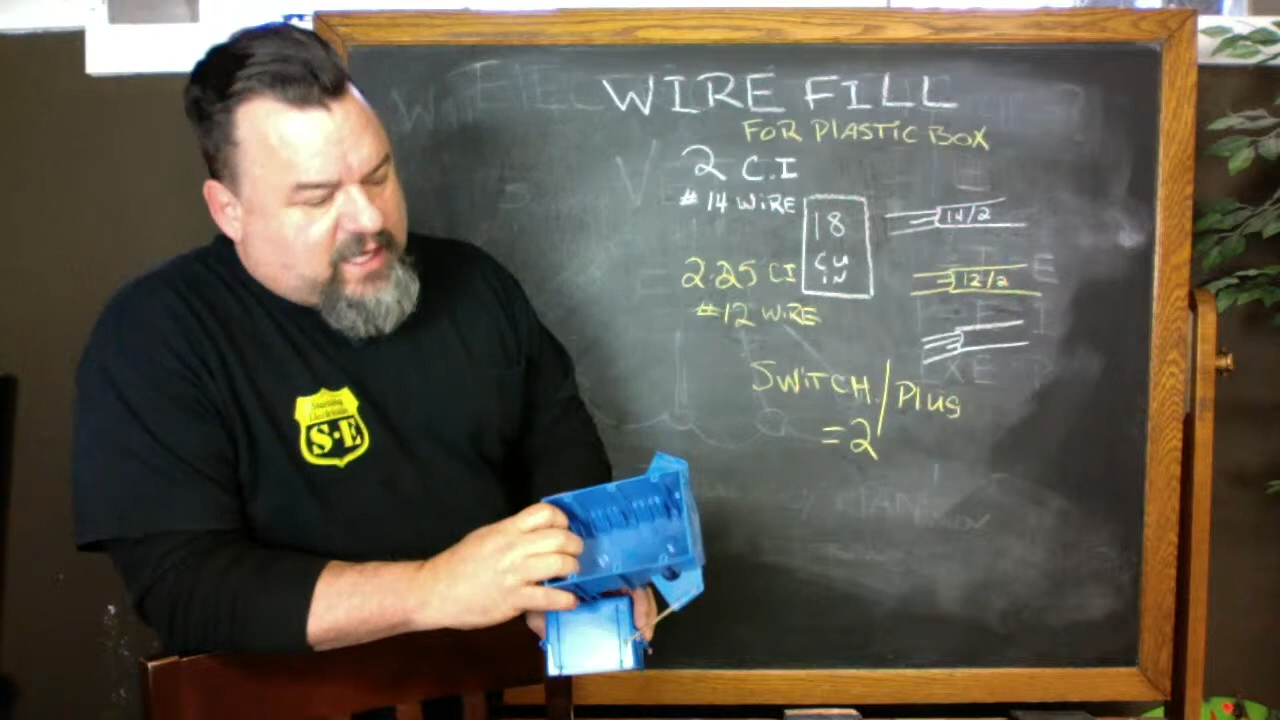 WIRE FILL
FOR PLASTIC BOX
2 C.I
# 14 WIRE
18
CU
IN
14/2
2.25 CI
#12 WIRE
12/2
SWITCH / Plug
= 2
S·E